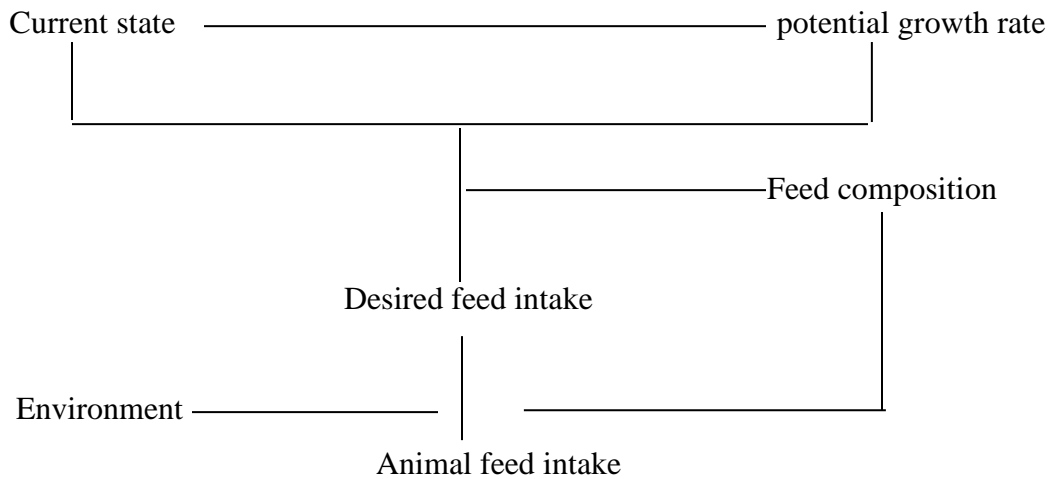 Current state
potential growth rate
Feed composition
Desired feed intake
Environment
Animal feed intake